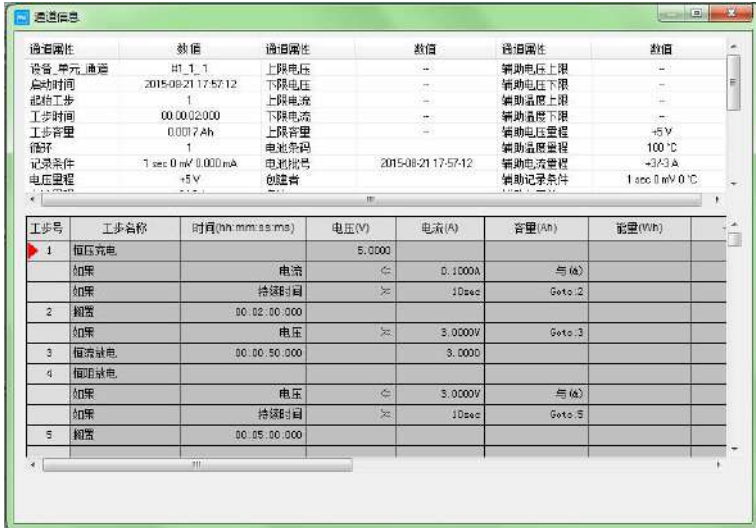 通道信息
通道属性 数值 通道属性 数值 通道属性 数值
设备_单元_通道 #1_1_1 上限电压 -- 辅助电压上限 --
启动时间 2015-08-21 17:57:12 下限电压 -- 辅助电压下限 --
起始工步 1 上限电流 -- 辅助温度上限 --
工步时间 00:00:02:000 下限电流 -- 辅助温度下限 --
工步容量 0.0017 Ah 上限容量 -- 辅助电压量程 +5 V
循环 1 电池条码 辅助温度量程 100 °C
记录条件 1 sec 0 mV 0.000 mA 电池批号 2015-08-21 17-57-12 辅助电流量程 +3/-3 A
电压量程 +5 V 创建者 辅助记录条件 1 sec 0 mV 0 °C
工步号 工步名称 时间(hh:mm:ss:ms) 电压(V) 电流(A) 容量(Ah) 能量(Wh)
1 恒压充电 5.0000
如果 电流 <= 0.1000A 与(&)
如果 持续时间 >= 10sec Goto:2
2 搁置 00:02:00:000
如果 电压 >= 3.0000V Goto:3
3 恒流放电 00:00:50:000 3.0000
4 恒阻放电
如果 电压 <= 3.0000V 与(&)
如果 持续时间 >= 10sec Goto:5
5 搁置 00:05:00:000